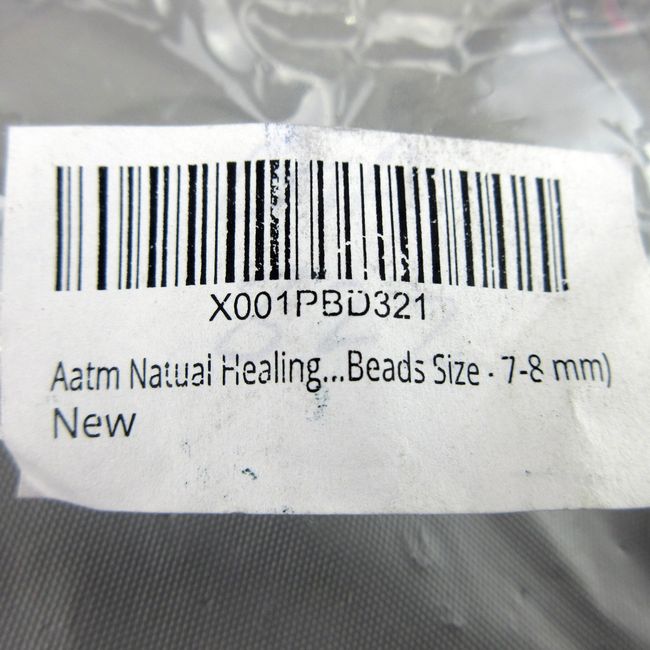 X001PBD321
Aatm Natual Healing...Beads Size - 7-8 mm)
New